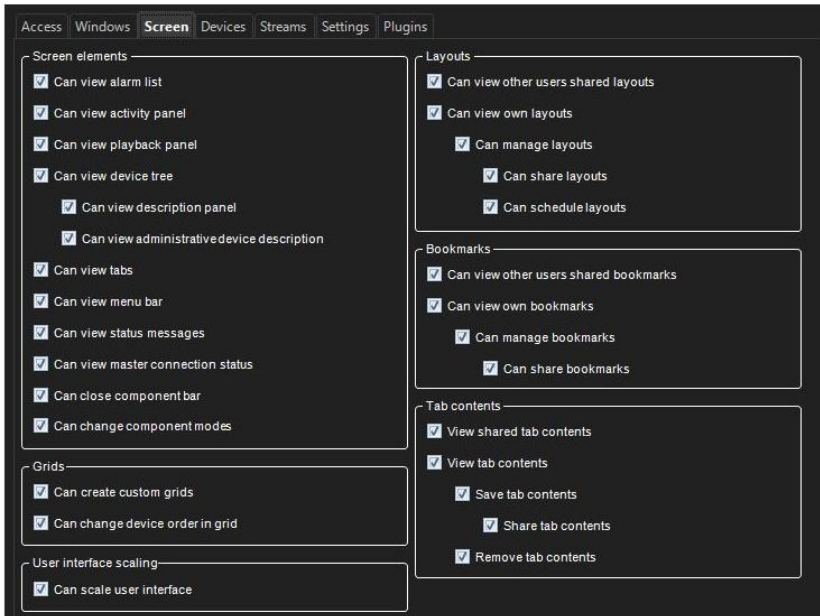 Access Windows Screen Devices Streams Settings Plugins
Screen elements
Can view alarm list
Can view activity panel
Can view playback panel
Can view device tree
Can view description panel
Can view administrative device description
Can view tabs
Can view menu bar
Can view status messages
Can view master connection status
Can close component bar
Can change component modes
Grids
Can create custom grids
Can change device order in grid
User interface scaling
Can scale user interface
Layouts
Can view other users shared layouts
Can view own layouts
Can manage layouts
Can share layouts
Can schedule layouts
Bookmarks
Can view other users shared bookmarks
Can view own bookmarks
Can manage bookmarks
Can share bookmarks
Tab contents
View shared tab contents
View tab contents
Save tab contents
Share tab contents
Remove tab contents